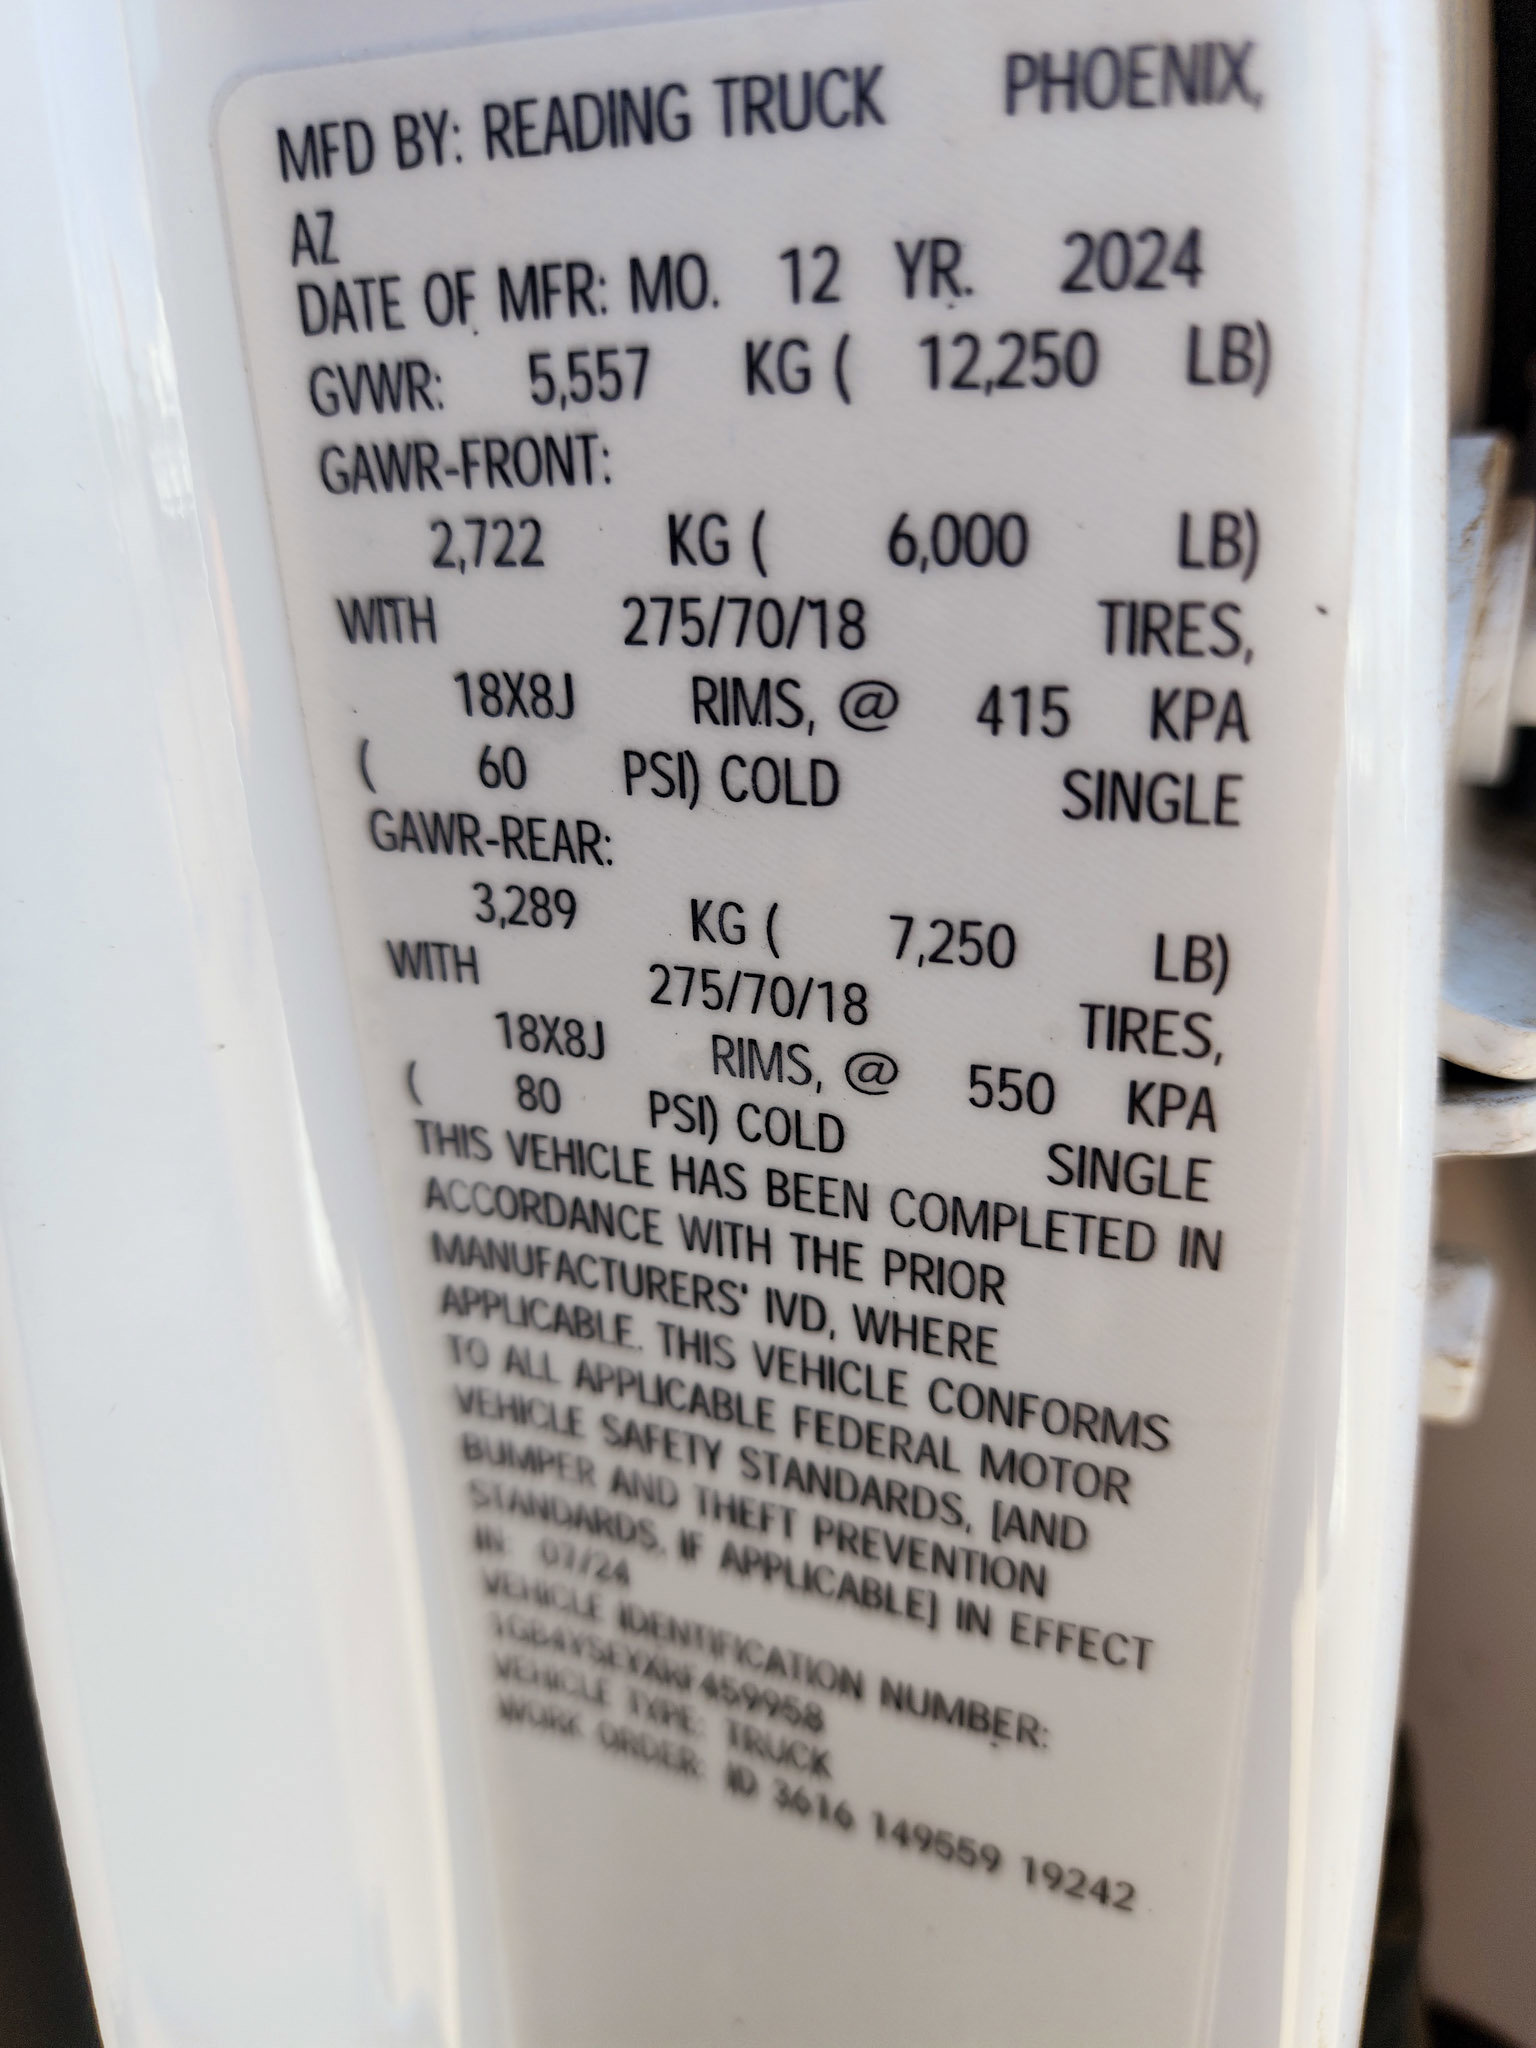 MFD BY: READING TRUCK PHOENIX,
AZ
DATE OF MFR: MO. 12 YR. 2024
GVWR: 5,557 KG ( 12,250 LB)
GAWR-FRONT:
2,722 KG ( 6,000 LB)
WITH 275/70/18 TIRES,
18X8J RIMS, @ 415 KPA
( 60 PSI) COLD SINGLE
GAWR-REAR:
3,289 KG ( 7,250 LB)
WITH 275/70/18 TIRES,
18X8J RIMS, @ 550 KPA
( 80 PSI) COLD SINGLE
THIS VEHICLE HAS BEEN COMPLETED IN
ACCORDANCE WITH THE PRIOR
MANUFACTURERS' IVD, WHERE
APPLICABLE. THIS VEHICLE CONFORMS
TO ALL APPLICABLE FEDERAL MOTOR
VEHICLE SAFETY STANDARDS, [AND
BUMPER AND THEFT PREVENTION
STANDARDS, IF APPLICABLE] IN EFFECT
IN: 07/24
VEHICLE IDENTIFICATION NUMBER:
VEHICLE TYPE: TRUCK
WORK ORDER: ID 3616 149559 19242